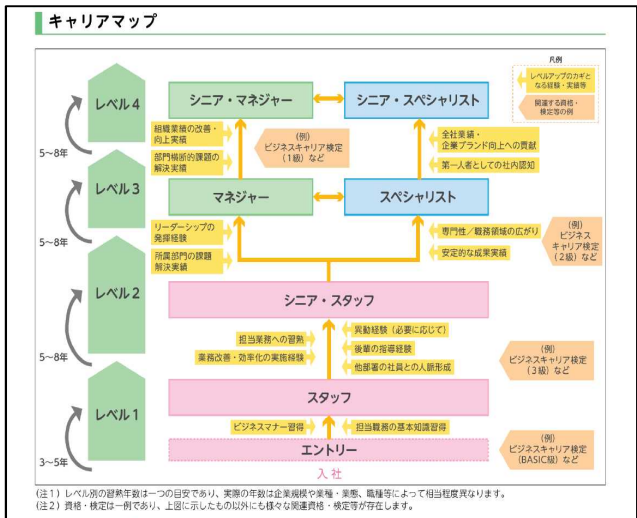 キャリアマップ
凡例
レベルアップのカギと
なる経験・実績等
関連する資格・
検定等の例
レベル4
シニア・マネジャー
シニア・スペシャリスト
組織業績の改善・
向上実績
部門横断的課題の
解決実績
(例)
ビジネスキャリア検定
(1級)など
全社業績・
企業ブランド向上への貢献
第一人者としての社内認知
5~8年
レベル3
マネジャー
スペシャリスト
リーダーシップの
発揮経験
所属部門の課題
解決実績
専門性/職務領域の広がり
安定的な成果実績
(例)
ビジネス
キャリア検定
(2級)など
5~8年
レベル2
シニア・スタッフ
担当業務への習熟
業務改善・効率化の実施経験
異動経験(必要に応じて)
後輩の指導経験
他部署の社員との人脈形成
(例)
ビジネスキャリア検定
(3級)など
5~8年
レベル1
スタッフ
ビジネスマナー習得
担当職務の基本知識習得
エントリー
(例)
ビジネスキャリア検定
(BASIC級)など
3~5年
入社
(注1)レベル別の習熟年数は一つの目安であり、実際の年数は企業規模や業種・業態、職種等によって相当程度異なります。
(注2)資格・検定は一例であり、上図に示したもの以外にも様々な関連資格・検定等が存在します。